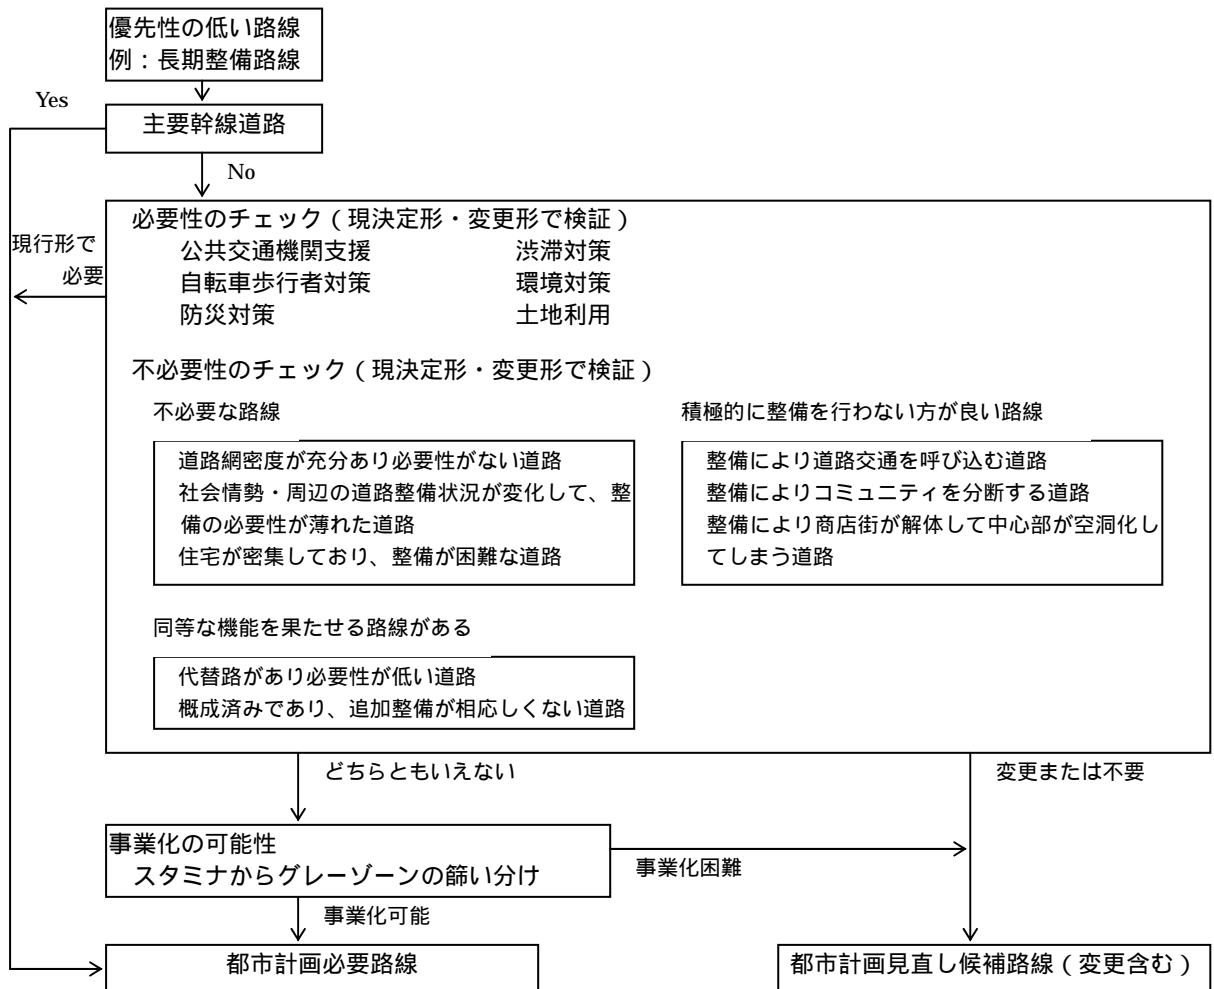 優先性の低い路線
例：長期整備路線
Yes
主要幹線道路
No
必要性のチェック（現決定形・変更形で検証）
公共交通機関支援 渋滞対策
現行形で
自転車歩行者対策 環境対策
必要
防災対策 土地利用
不必要性のチェック（現決定形・変更形で検証）
不必要な路線
道路網密度が充分あり必要性がない道路
社会情勢・周辺の道路整備状況が変化して、整
備の必要性が薄れた道路
住宅が密集しており、整備が困難な道路
積極的に整備を行わない方が良い路線
整備により道路交通を呼び込む道路
整備によりコミュニティを分断する道路
整備により商店街が解体して中心部が空洞化し
てしまう道路
同等な機能を果たせる路線がある
代替路があり必要性が低い道路
概成済みであり、追加整備が相応しくない道路
どちらともいえない
変更または不要
事業化の可能性
スタミナからグレーゾーンの篩い分け
事業化困難
事業化可能
都市計画必要路線
都市計画見直し候補路線（変更含む）